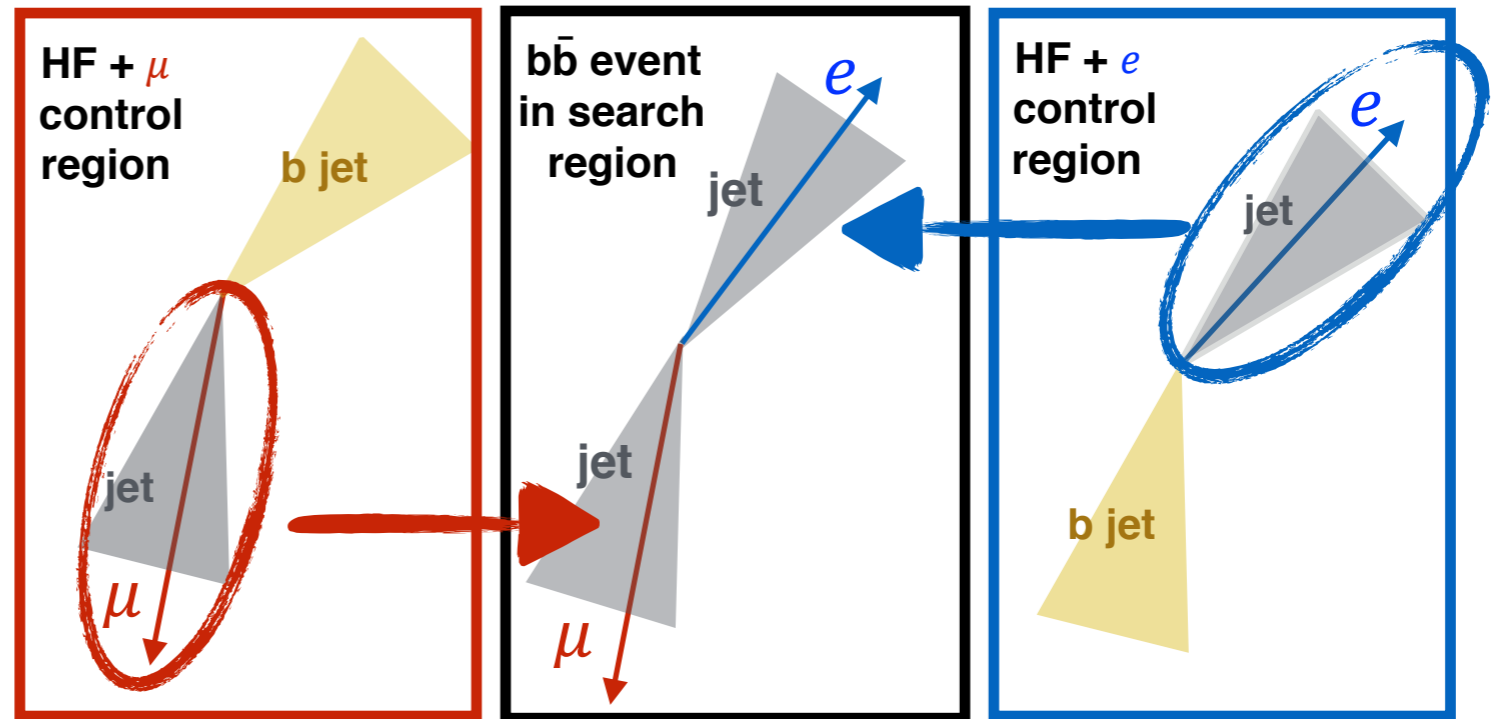 HF + μ
control
region
b jet
jet
μ
bb̄ event
in search
region
e
jet
jet
μ
HF + e
control
region
e
jet
b jet